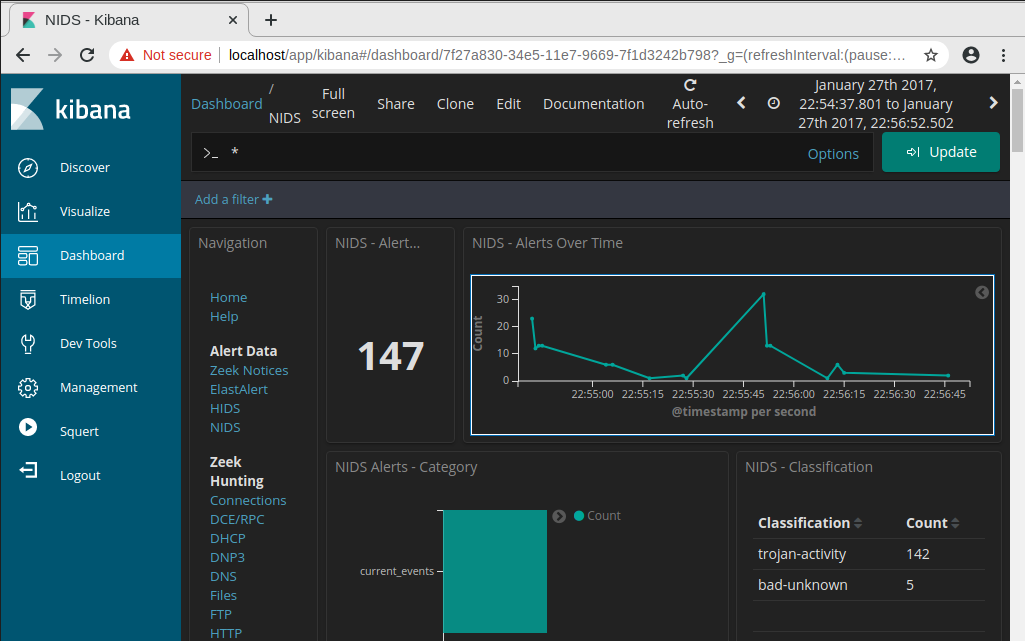 NIDS - Kibana
Not secure
localhost/app/kibana#/dashboard/7f27a830-34e5-11e7-9669-7f1d3242b798?_g=(refreshInterval:(pause:...
kibana
Discover
Visualize
Dashboard
Timelion
Dev Tools
Management
Squert
Logout
Dashboard / NIDS
Full screen
Share
Clone
Edit
Documentation
Auto-refresh
January 27th 2017,
22:54:37.801 to January
27th 2017, 22:56:52.502
>_ *
Options
Update
Add a filter +
Navigation
Home
Help
Alert Data
Zeek Notices
ElastAlert
HIDS
NIDS
Zeek
Hunting
Connections
DCE/RPC
DHCP
DNP3
DNS
Files
FTP
HTTP
NIDS - Alert...
147
NIDS - Alerts Over Time
Count
30
20
10
0
22:55:00 22:55:15 22:55:30 22:55:45 22:56:00 22:56:15 22:56:30 22:56:45
@timestamp per second
NIDS Alerts - Category
current_events
Count
NIDS - Classification
Classification Count
trojan-activity 142
bad-unknown 5